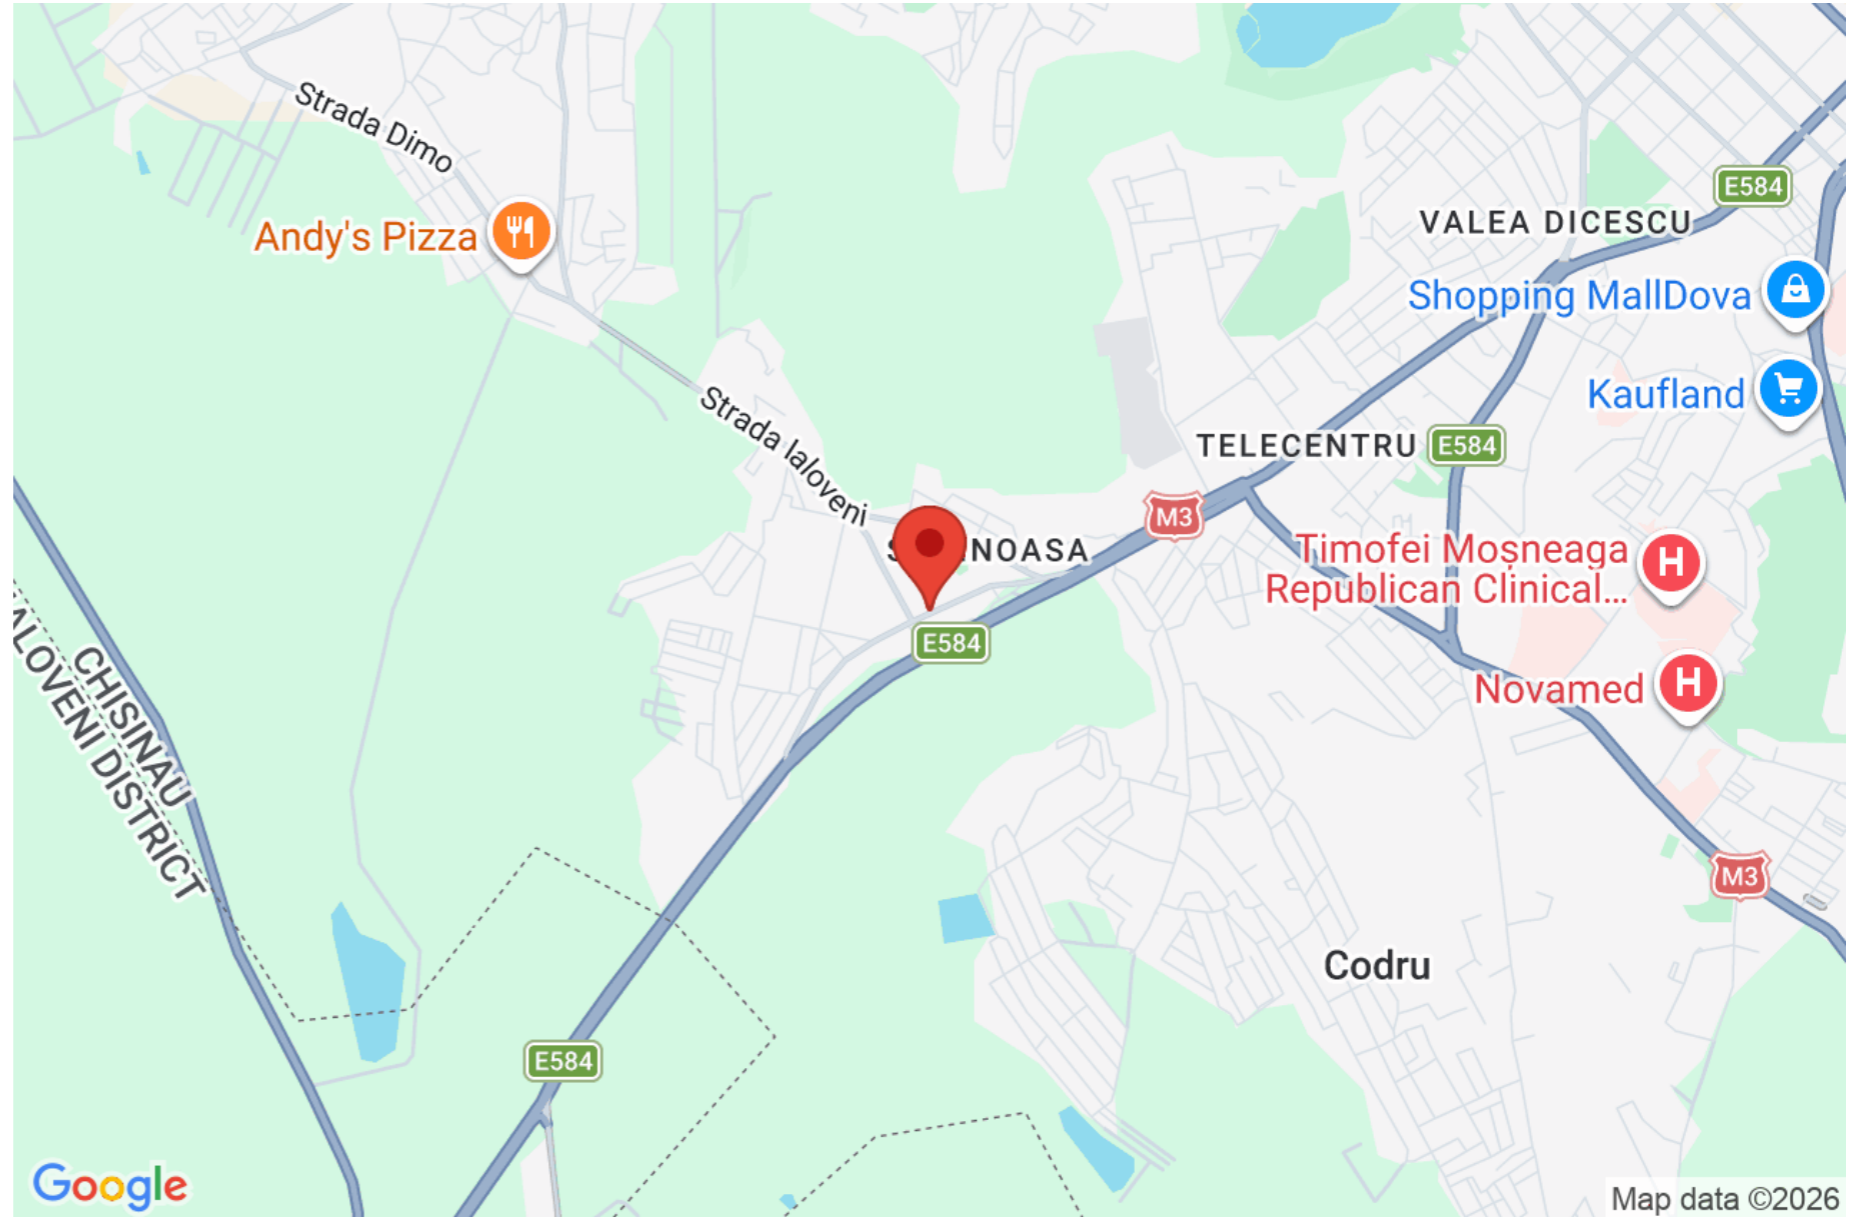 Strada Dimo
E584
VALEA DICESCU
Andy's Pizza
Shopping MallDova
Kaufland
Strada Ialoveni
TELECENTRU
E584
M3
NOASA
Timofei Moșneaga
Republican Clinical...
H
E584
Novamed
H
CHISINAU
IALOVENI DISTRICT
M3
Codru
E584
Google
Map data ©2026